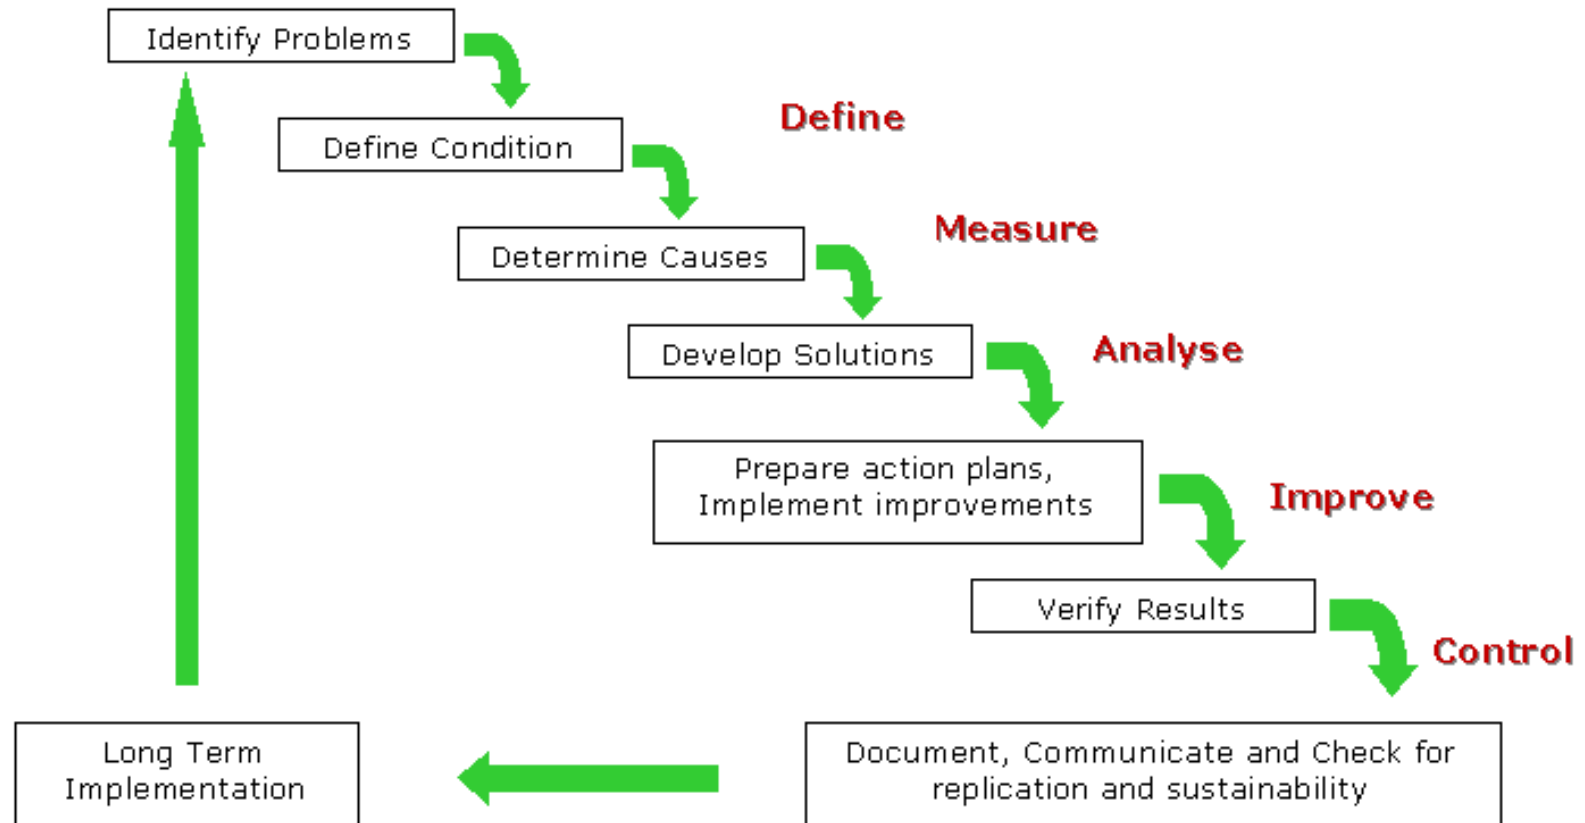 Identify Problems
Define
Define Condition
Measure
Determine Causes
Analyse
Develop Solutions
Prepare action plans,
Implement improvements
Improve
Verify Results
Control
Long Term
Implementation
Document, Communicate and Check for
replication and sustainability